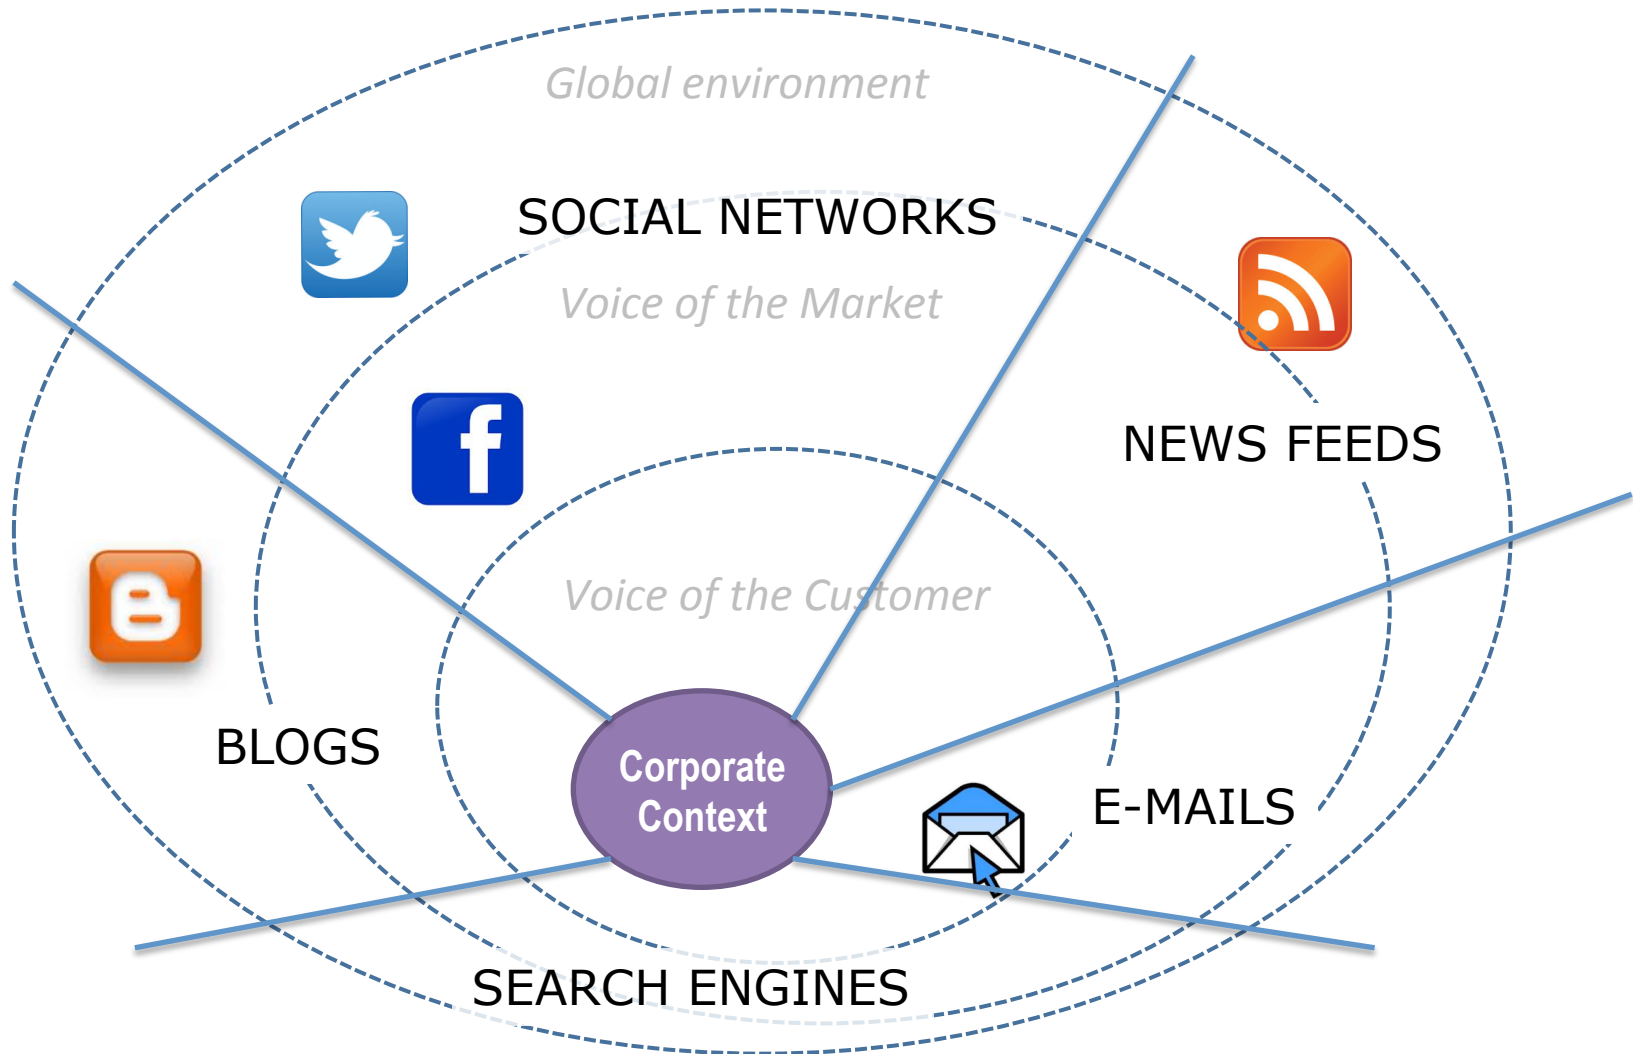 Global environment
SOCIAL NETWORKS
Voice of the Market
f
NEWS FEEDS
Voice of the Customer
B
BLOGS
Corporate
Context
E-MAILS
SEARCH ENGINES